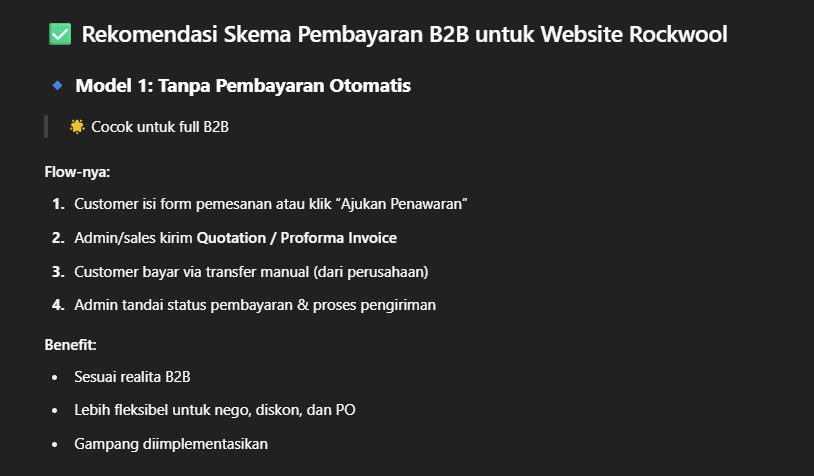 ✅ Rekomendasi Skema Pembayaran B2B untuk Website Rockwool
🔹 Model 1: Tanpa Pembayaran Otomatis
🌟 Cocok untuk full B2B
Flow-nya:
1. Customer isi form pemesanan atau klik “Ajukan Penawaran”
2. Admin/sales kirim Quotation / Proforma Invoice
3. Customer bayar via transfer manual (dari perusahaan)
4. Admin tandai status pembayaran & proses pengiriman
Benefit:
• Sesuai realita B2B
• Lebih fleksibel untuk nego, diskon, dan PO
• Gampang diimplementasikan